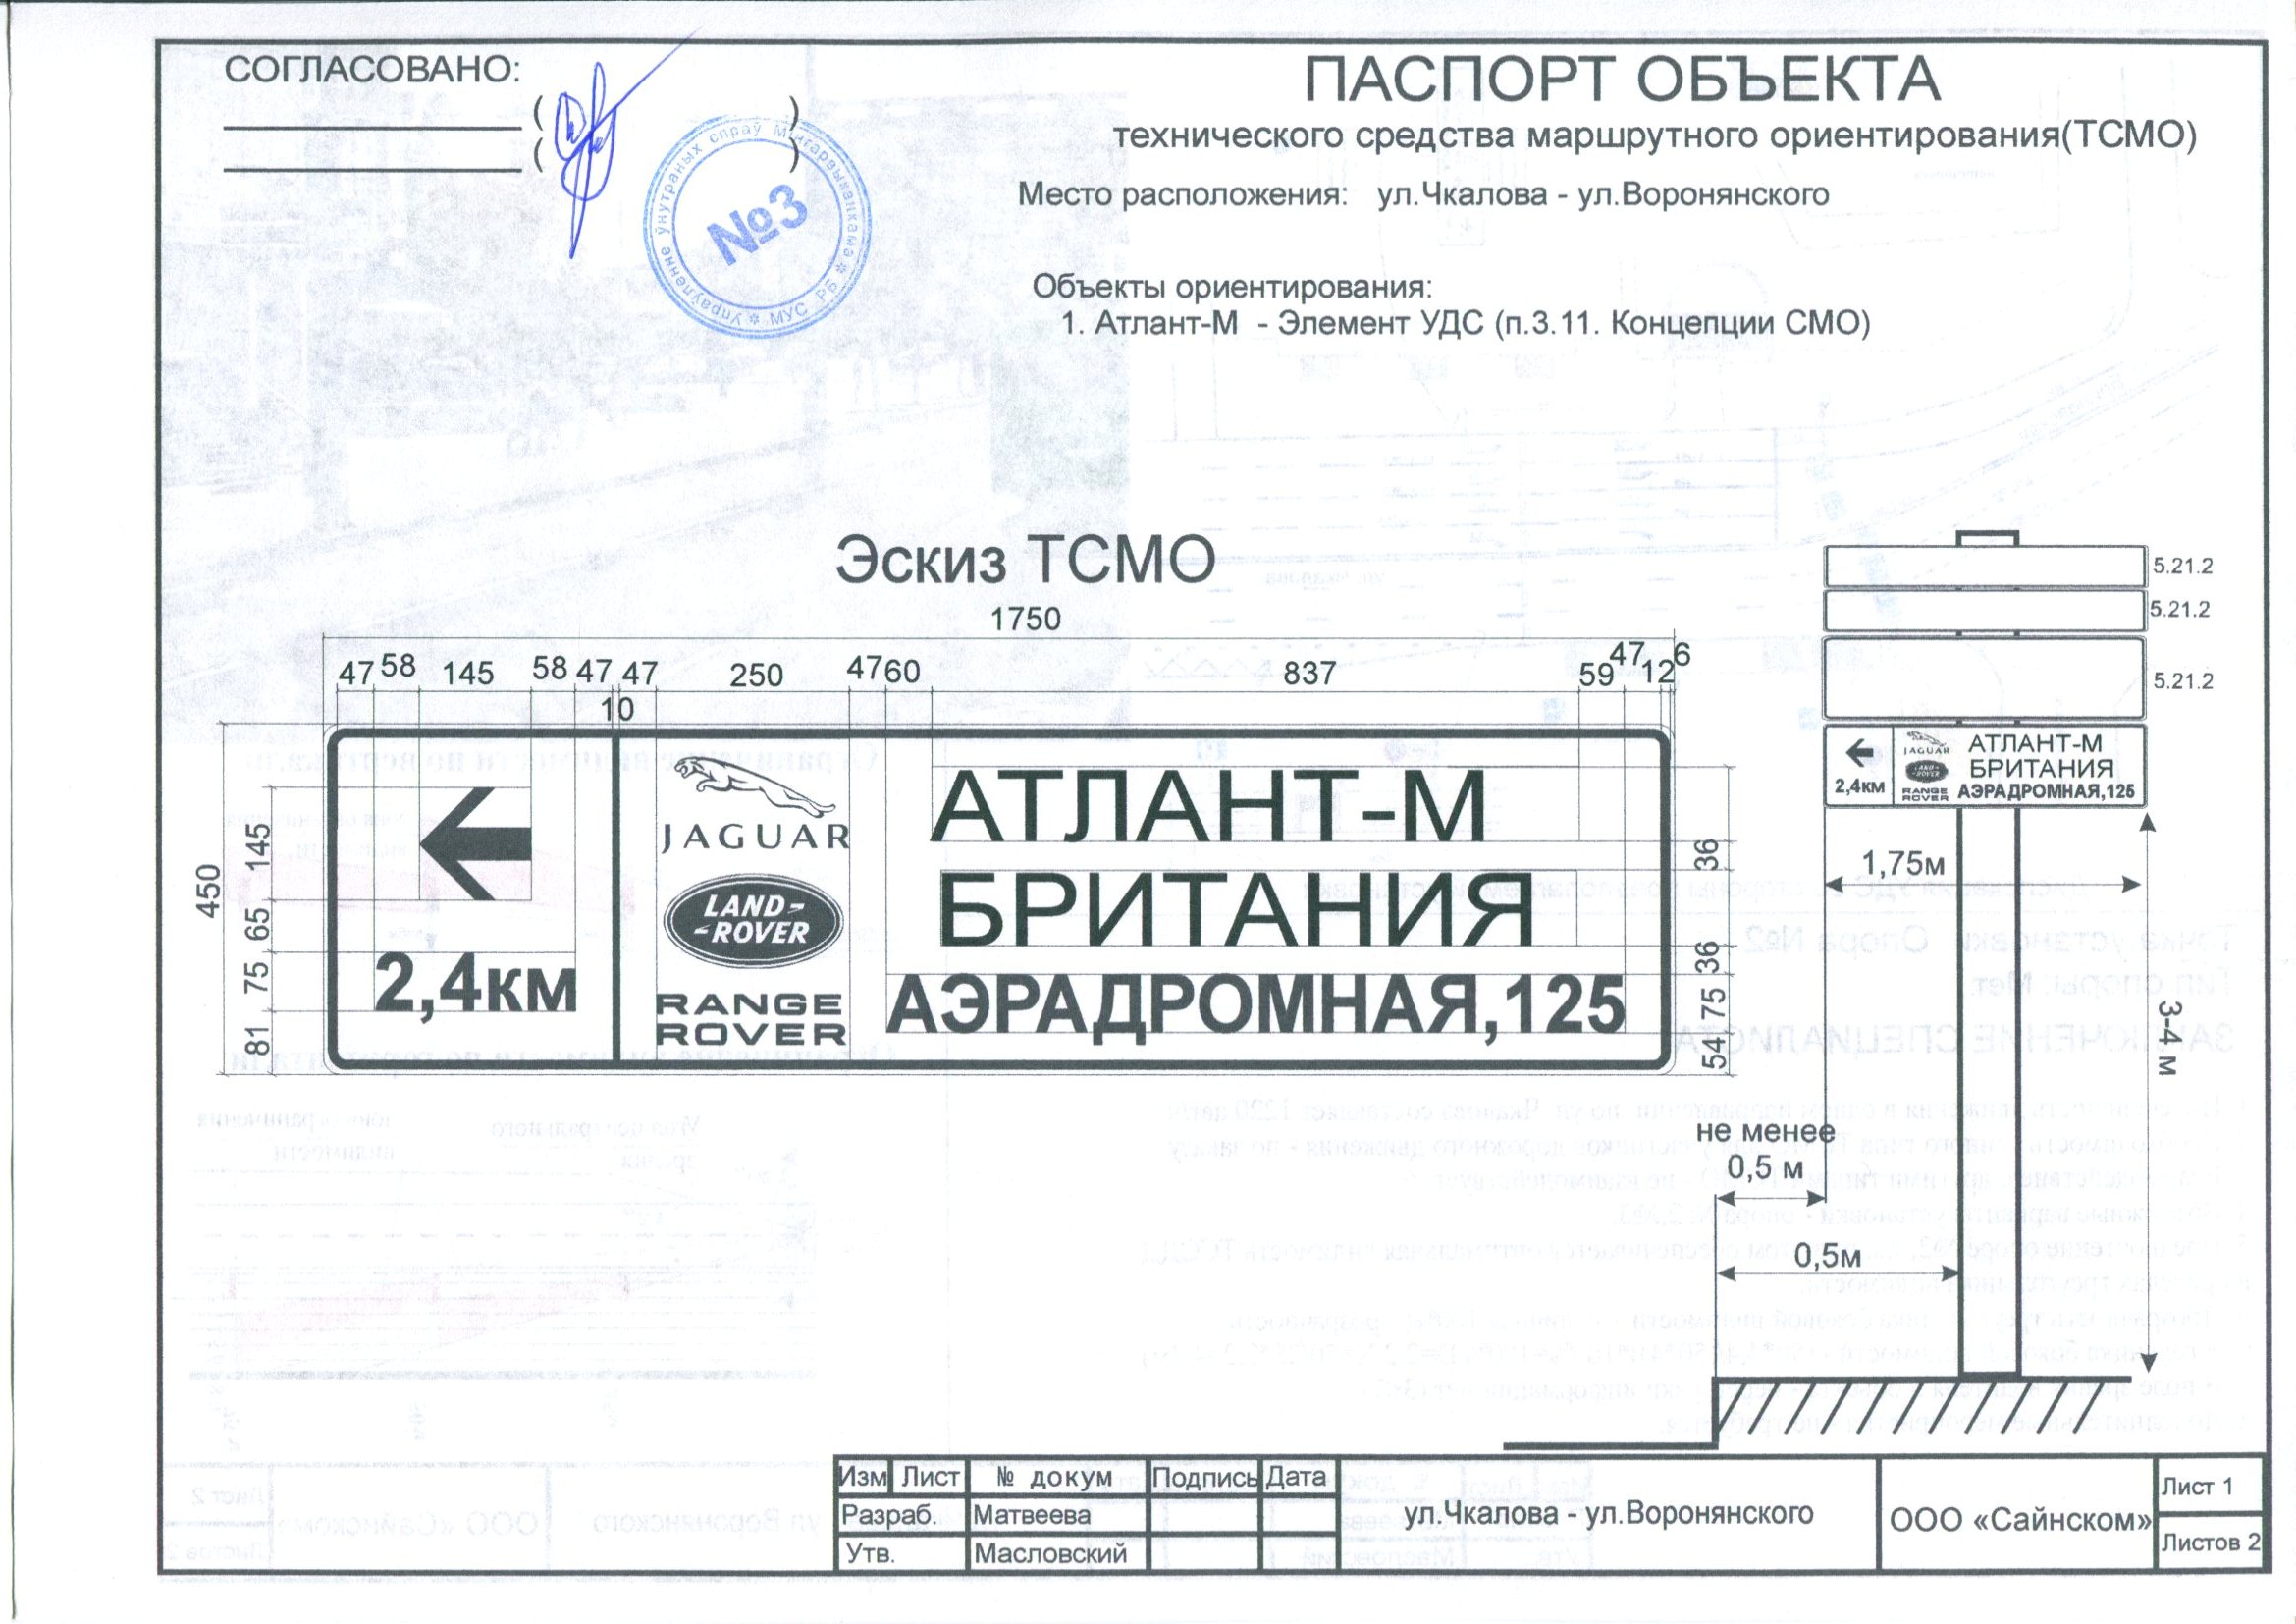 СОГЛАСОВАНО:
( )
( )
Упраўленне ўнутраных спраў Мінгарвыканкама * МУС РБ *
№3
ПАСПОРТ ОБЪЕКТА
технического средства маршрутного ориентирования(ТСМО)
Место расположения: ул.Чкалова - ул.Воронянского
Объекты ориентирования:
1. Атлант-М - Элемент УДС (п.3.11. Концепции СМО)
Эскиз ТСМО
1750
47 58 145 58 47 47 250 47 60 837 59 47 12 6
10
450
145
65
75
81
2,4км
JAGUAR
LAND-
-ROVER
RANGE
ROVER
АТЛАНТ-М
БРИТАНИЯ
АЭРАДРОМНАЯ,125
36
36
75
54
5.21.2
5.21.2
5.21.2
2,4км
JAGUAR
LAND-
-ROVER
RANGE
ROVER
АТЛАНТ-М
БРИТАНИЯ
АЭРАДРОМНАЯ,125
1,75м
3-4 м
не менее
0,5 м
0,5м
Изм Лист № докум Подпись Дата
Разраб. Матвеева
Утв. Масловский
ул.Чкалова - ул.Воронянского
ООО «Сайнском»
Лист 1
Листов 2